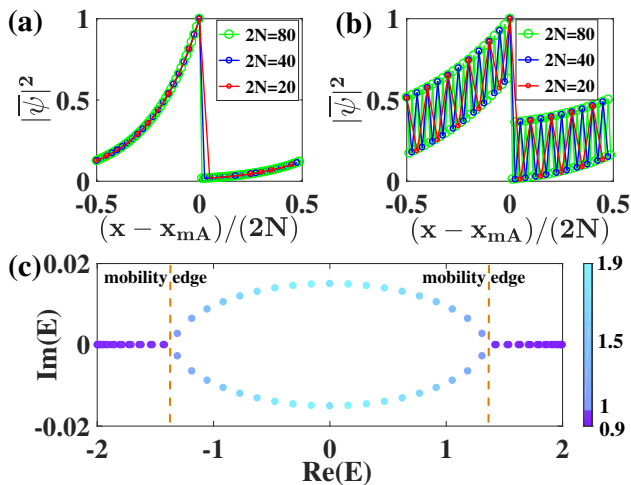 (a)
|ψ̅|²
1
0.5
0
-0.5
0
0.5
2N=80
2N=40
2N=20
(x − x_mA)/(2N)
(b)
|ψ̅|²
1
0.5
0
-0.5
0
0.5
2N=80
2N=40
2N=20
(x − x_mA)/(2N)
(c)
Im(E)
0.02
0
-0.02
mobility edge
mobility edge
-2
-1
0
1
2
Re(E)
1.9
1.5
1
0.9